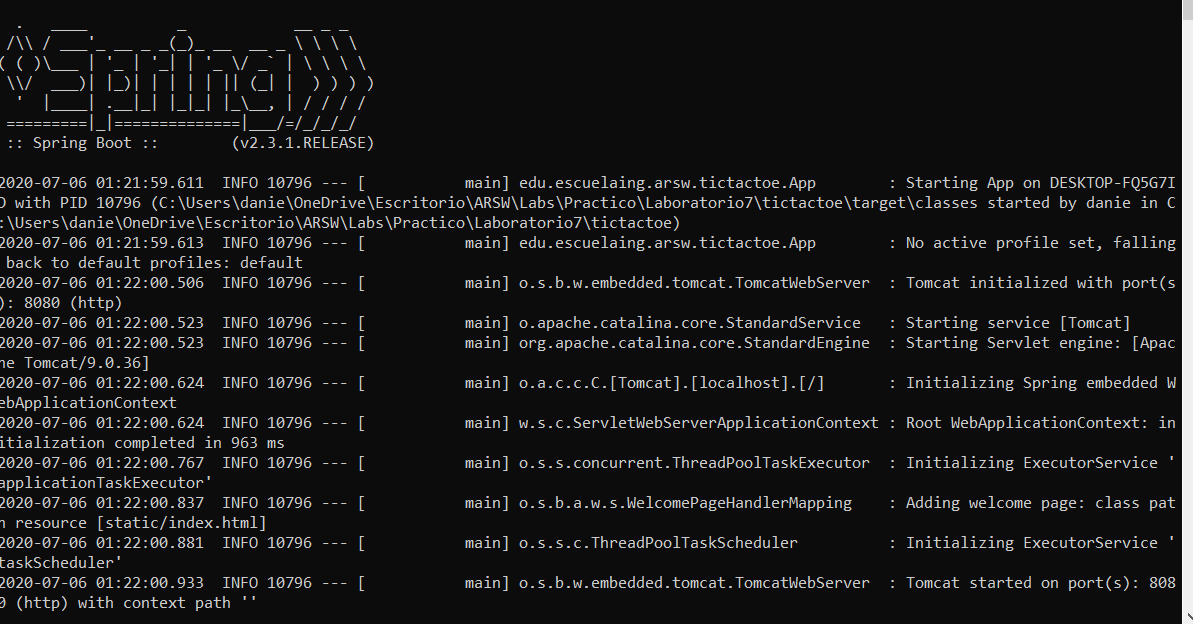 .   ____          _            __ _ _
 /\\ / ___'_ __ _ _(_)_ __  __ _ \ \ \ \
( ( )\___ | '_ | '_| | '_ \/ _` | \ \ \ \
 \\/  ___)| |_)| | | | | || (_| |  ) ) ) )
  '  |____| .__|_| |_|_| |_\__, | / / / /
 =========|_|==============|___/=/_/_/_/
 :: Spring Boot ::        (v2.3.1.RELEASE)
2020-07-06 01:21:59.611  INFO 10796 --- [           main] edu.escuelaing.arsw.tictactoe.App        : Starting App on DESKTOP-FQ5G7I
D with PID 10796 (C:\Users\danie\OneDrive\Escritorio\ARSW\Labs\Practico\Laboratorio7\tictactoe\target\classes started by danie in C
:\Users\danie\OneDrive\Escritorio\ARSW\Labs\Practico\Laboratorio7\tictactoe)
2020-07-06 01:21:59.613  INFO 10796 --- [           main] edu.escuelaing.arsw.tictactoe.App        : No active profile set, falling
 back to default profiles: default
2020-07-06 01:22:00.506  INFO 10796 --- [           main] o.s.b.w.embedded.tomcat.TomcatWebServer  : Tomcat initialized with port(s
): 8080 (http)
2020-07-06 01:22:00.523  INFO 10796 --- [           main] o.apache.catalina.core.StandardService   : Starting service [Tomcat]
2020-07-06 01:22:00.523  INFO 10796 --- [           main] org.apache.catalina.core.StandardEngine  : Starting Servlet engine: [Apac
he Tomcat/9.0.36]
2020-07-06 01:22:00.624  INFO 10796 --- [           main] o.a.c.c.C.[Tomcat].[localhost].[/]       : Initializing Spring embedded W
ebApplicationContext
2020-07-06 01:22:00.624  INFO 10796 --- [           main] w.s.c.ServletWebServerApplicationContext : Root WebApplicationContext: in
itialization completed in 963 ms
2020-07-06 01:22:00.767  INFO 10796 --- [           main] o.s.s.concurrent.ThreadPoolTaskExecutor  : Initializing ExecutorService '
applicationTaskExecutor'
2020-07-06 01:22:00.837  INFO 10796 --- [           main] o.s.b.a.w.s.WelcomePageHandlerMapping    : Adding welcome page: class pat
h resource [static/index.html]
2020-07-06 01:22:00.881  INFO 10796 --- [           main] o.s.s.c.ThreadPoolTaskScheduler          : Initializing ExecutorService '
taskScheduler'
2020-07-06 01:22:00.933  INFO 10796 --- [           main] o.s.b.w.embedded.tomcat.TomcatWebServer  : Tomcat started on port(s): 808
0 (http) with context path ''